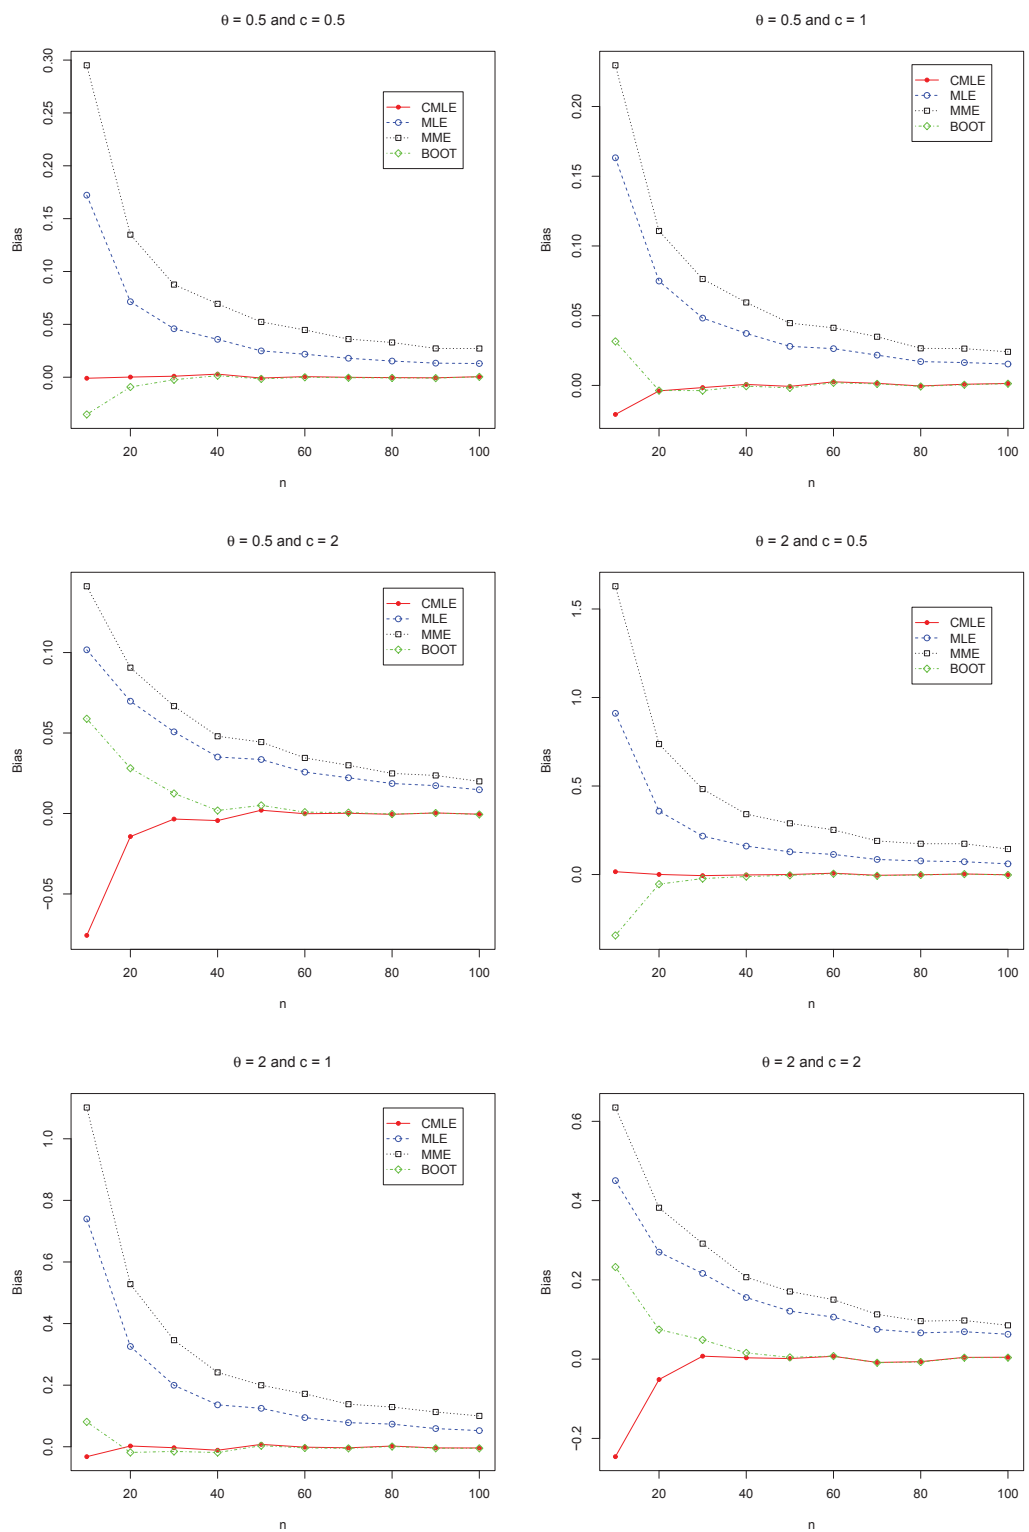 θ = 0.5 and c = 0.5
Bias
0.30
0.25
0.20
0.15
0.10
0.05
0.00
CMLE
MLE
MME
BOOT
20 40 60 80 100
n
θ = 0.5 and c = 1
Bias
0.20
0.15
0.10
0.05
0.00
CMLE
MLE
MME
BOOT
20 40 60 80 100
n
θ = 0.5 and c = 2
Bias
0.10
0.05
0.00
−0.05
CMLE
MLE
MME
BOOT
20 40 60 80 100
n
θ = 2 and c = 0.5
Bias
1.5
1.0
0.5
0.0
CMLE
MLE
MME
BOOT
20 40 60 80 100
n
θ = 2 and c = 1
Bias
1.0
0.8
0.6
0.4
0.2
0.0
CMLE
MLE
MME
BOOT
20 40 60 80 100
n
θ = 2 and c = 2
Bias
0.6
0.4
0.2
0.0
−0.2
CMLE
MLE
MME
BOOT
20 40 60 80 100
n